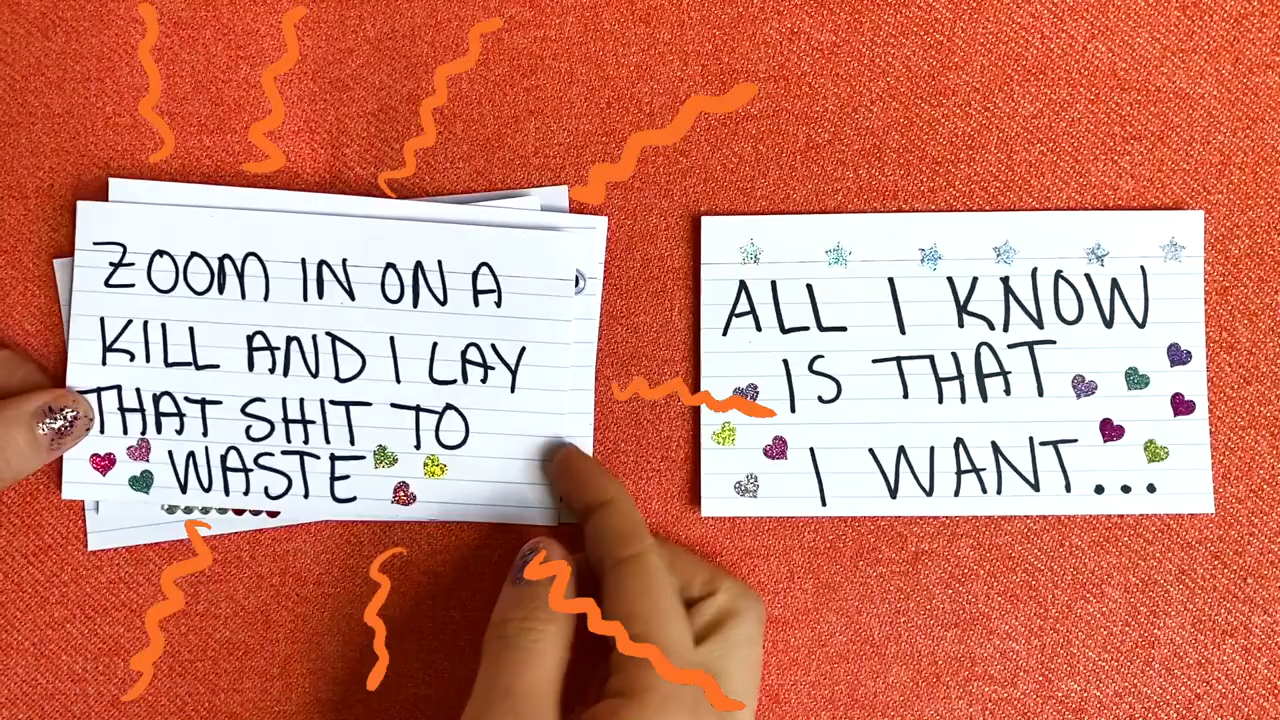 ZOOM IN ON A
KILL AND I LAY
THAT SHIT TO
WASTE
ALL I KNOW
IS THAT
I WANT...